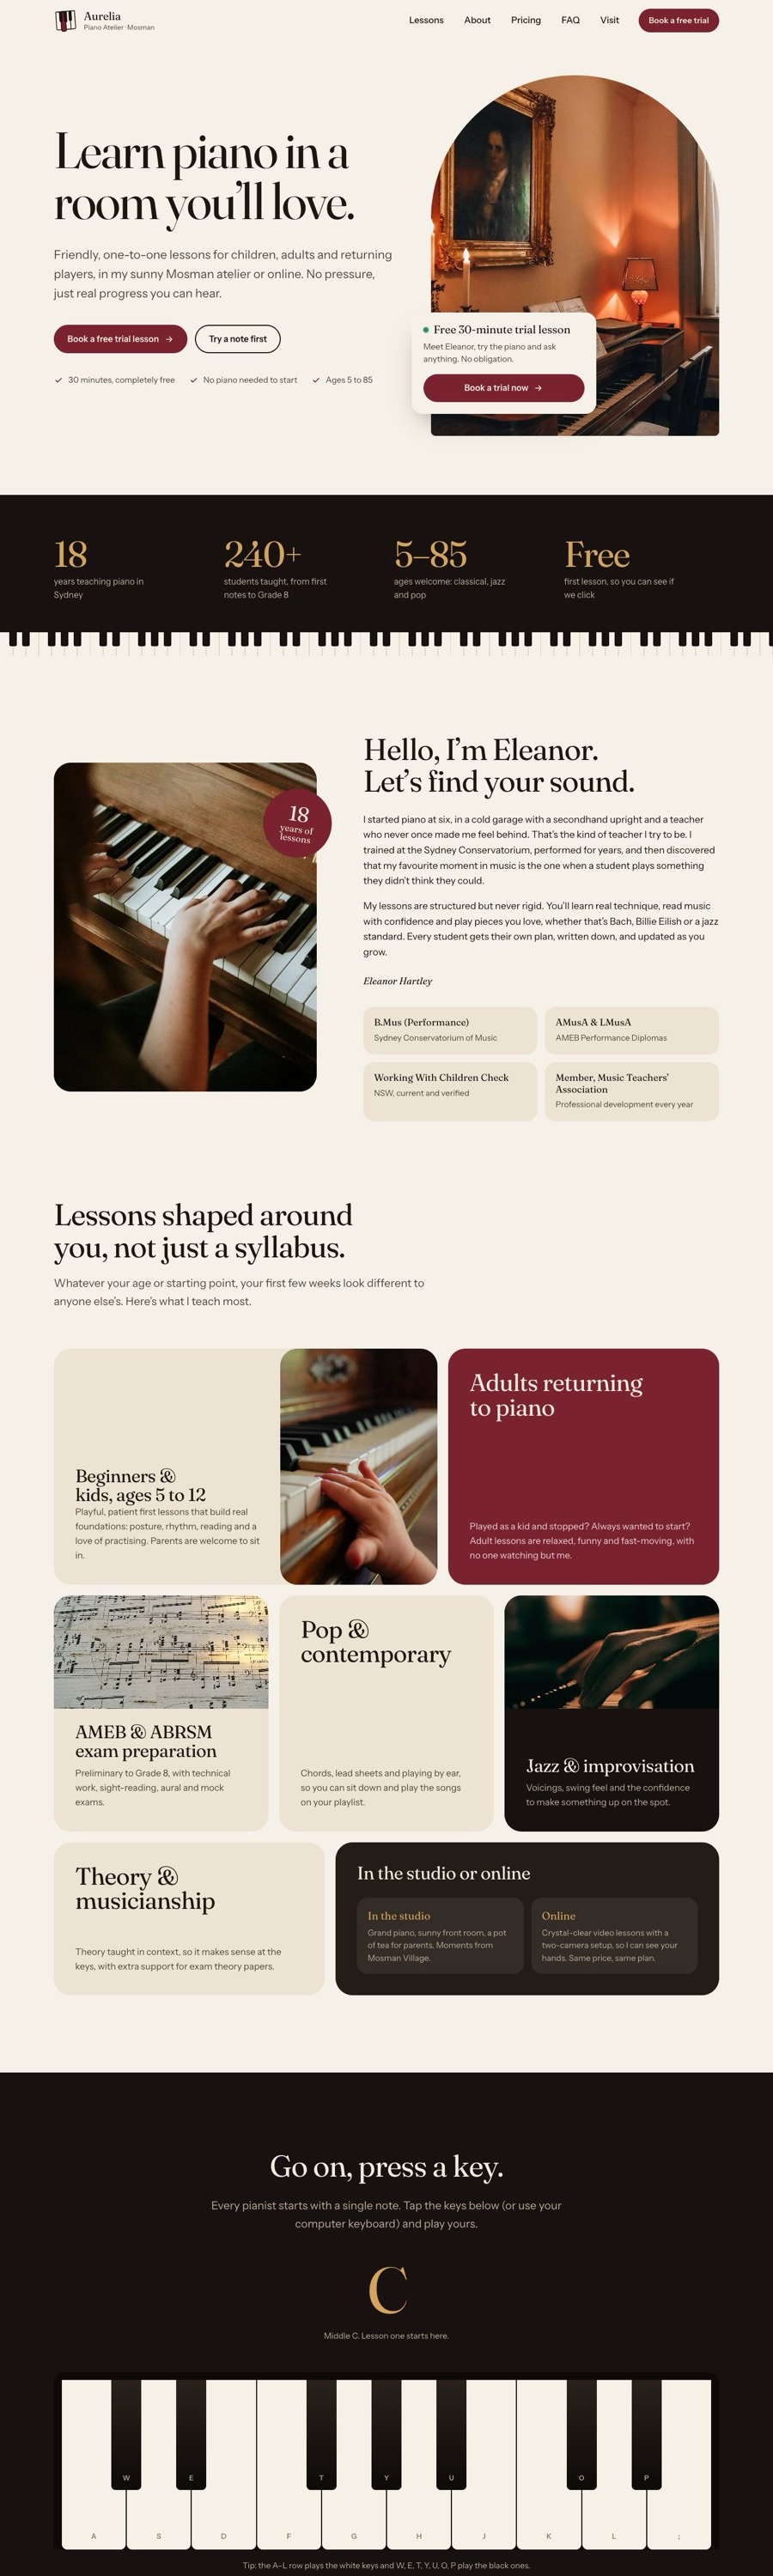 Aurelia
Piano Atelier · Mosman
Lessons
About
Pricing
FAQ
Visit
Book a free trial
Learn piano in a
room you’ll love.
Friendly, one-to-one lessons for children, adults and returning
players, in my sunny Mosman atelier or online. No pressure,
just real progress you can hear.
Book a free trial lesson →
Try a note first
30 minutes, completely free
No piano needed to start
Ages 5 to 85
Free 30-minute trial lesson
Meet Eleanor, try the piano and ask
anything. No obligation.
Book a trial now →
18
years teaching piano in
Sydney
240+
students taught, from first
notes to Grade 8
5–85
ages welcome: classical, jazz
and pop
Free
first lesson, so you can see if
we click
18
years of
lessons
Hello, I’m Eleanor.
Let’s find your sound.
I started piano at six, in a cold garage with a secondhand upright and a teacher
who never once made me feel behind. That’s the kind of teacher I try to be. I
trained at the Sydney Conservatorium, performed for years, and then discovered
that my favourite moment in music is the one when a student plays something
they didn’t think they could.
My lessons are structured but never rigid. You’ll learn real technique, read music
with confidence and play pieces you love, whether that’s Bach, Billie Eilish or a jazz
standard. Every student gets their own plan, written down, and updated as you
grow.
Eleanor Hartley
B.Mus (Performance)
Sydney Conservatorium of Music
AMusA & LMusA
AMEB Performance Diplomas
Working With Children Check
NSW, current and verified
Member, Music Teachers’
Association
Professional development every year
Lessons shaped around
you, not just a syllabus.
Whatever your age or starting point, your first few weeks look different to
anyone else’s. Here’s what I teach most.
Beginners &
kids, ages 5 to 12
Playful, patient first lessons that build real
foundations: posture, rhythm, reading and a
love of practising. Parents are welcome to sit
in.
Adults returning
to piano
Played as a kid and stopped? Always wanted to start?
Adult lessons are relaxed, funny and fast-moving, with
no one watching but me.
AMEB & ABRSM
exam preparation
Preliminary to Grade 8, with technical
work, sight-reading, aural and mock
exams.
Pop &
contemporary
Chords, lead sheets and playing by ear,
so you can sit down and play the songs
on your playlist.
Jazz & improvisation
Voicings, swing feel and the confidence
to make something up on the spot.
Theory &
musicianship
Theory taught in context, so it makes sense at the
keys, with extra support for exam theory papers.
In the studio or online
In the studio
Grand piano, sunny front room, a pot
of tea for parents. Moments from
Mosman Village.
Online
Crystal-clear video lessons with a
two-camera setup, so I can see your
hands. Same price, same plan.
Go on, press a key.
Every pianist starts with a single note. Tap the keys below (or use your
computer keyboard) and play yours.
C
Middle C. Lesson one starts here.
W E T Y U O P
A S D F G H J K L ;
Tip: the A–L row plays the white keys and W, E, T, Y, U, O, P play the black ones.